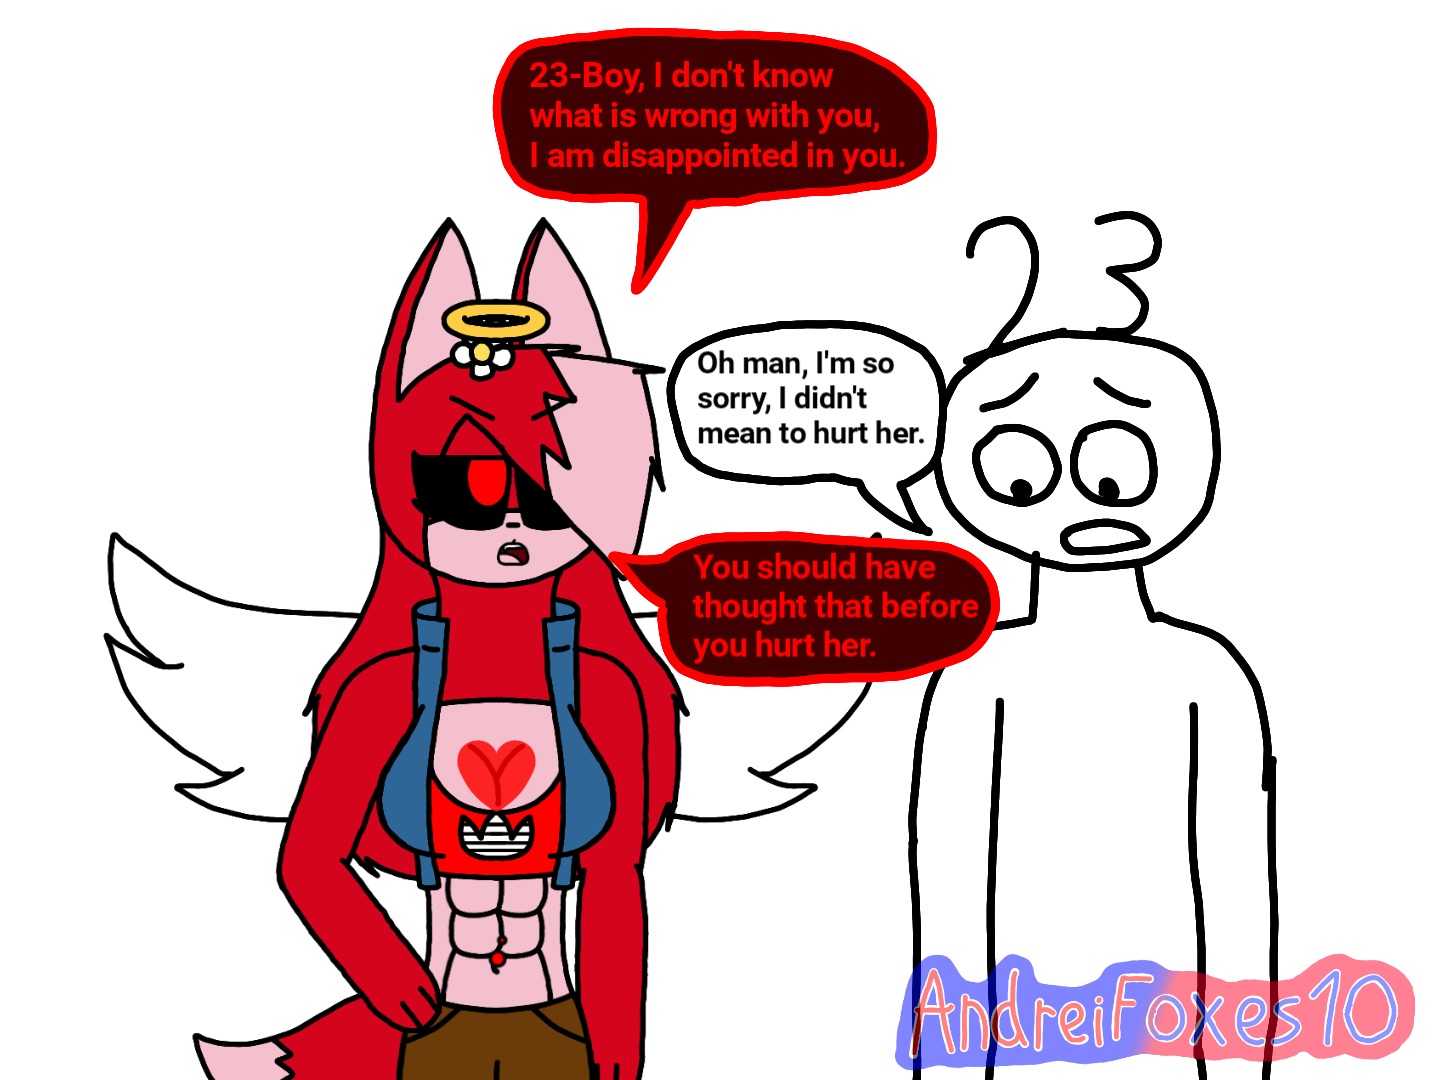 23-Boy, I don't know
what is wrong with you,
I am disappointed in you.
23
Oh man, I'm so
sorry, I didn't
mean to hurt her.
You should have
thought that before
you hurt her.
AndreiFoxes10